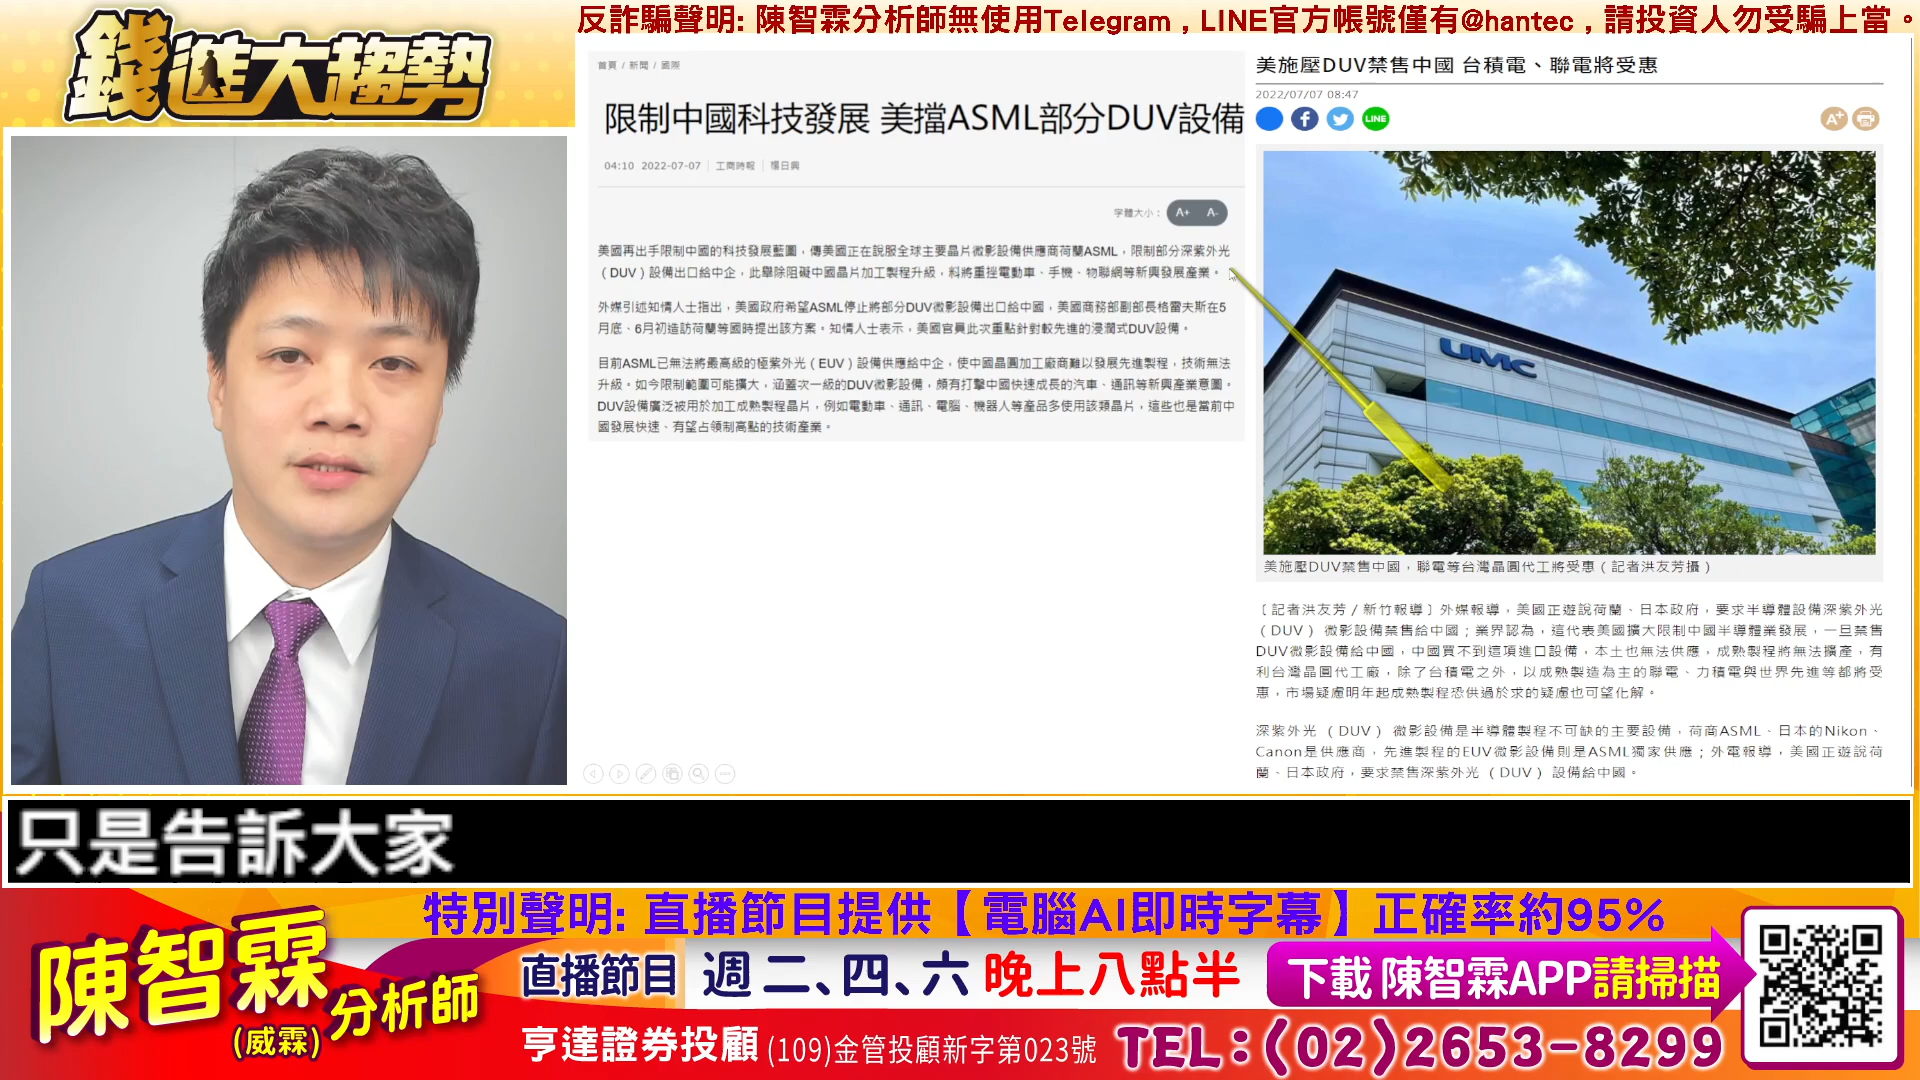 錢進大趨勢
反詐騙聲明: 陳智霖分析師無使用Telegram , LINE官方帳號僅有@hantec , 請投資人勿受騙上當。
首頁 / 新聞 / 國際
限制中國科技發展 美擋ASML部分DUV設備
04:10 2022-07-07 | 工商時報 | 楊日興
字體大小：
A+ A-
美國再出手限制中國的科技發展藍圖，傳美國正在說服全球主要晶片微影設備供應商荷蘭ASML，限制部分深紫外光
（DUV）設備出口給中企，此舉除阻礙中國晶片加工製程升級，料將重挫電動車、手機、物聯網等新興發展產業。
外媒引述知情人士指出，美國政府希望ASML停止將部分DUV微影設備出口給中國，美國商務部副部長格雷夫斯在5
月底、6月初造訪荷蘭等國時提出該方案。知情人士表示，美國官員此次重點針對較先進的浸潤式DUV設備。
目前ASML已無法將最高級的極紫外光（EUV）設備供應給中企，使中國晶圓加工廠商難以發展先進製程，技術無法
升級。如今限制範圍可能擴大，涵蓋次一級的DUV微影設備，頗有打擊中國快速成長的汽車、通訊等新興產業意圖。
DUV設備廣泛被用於加工成熟製程晶片，例如電動車、通訊、電腦、機器人等產品多使用該類晶片，這些也是當前中
國發展快速、有望占領制高點的技術產業。
美施壓DUV禁售中國 台積電、聯電將受惠
2022/07/07 08:47
LINE
A+
UMC
美施壓DUV禁售中國，聯電等台灣晶圓代工將受惠（記者洪友芳攝）
〔記者洪友芳／新竹報導〕外媒報導，美國正遊說荷蘭、日本政府，要求半導體設備深紫外光
（DUV） 微影設備禁售給中國；業界認為，這代表美國擴大限制中國半導體業發展，一旦禁售
DUV微影設備給中國，中國買不到這項進口設備，本土也無法供應，成熟製程將無法擴產，有
利台灣晶圓代工廠，除了台積電之外，以成熟製造為主的聯電、力積電與世界先進等都將受
惠，市場疑慮明年起成熟製程恐供過於求的疑慮也可望化解。
深紫外光 （DUV） 微影設備是半導體製程不可缺的主要設備，荷商ASML、日本的Nikon、
Canon是供應商，先進製程的EUV微影設備則是ASML獨家供應；外電報導，美國正遊說荷
蘭、日本政府，要求禁售深紫外光 （DUV） 設備給中國。
只是告訴大家
特別聲明: 直播節目提供【電腦AI即時字幕】正確率約95%
陳智霖分析師
(威霖)
直播節目 週二、四、六 晚上八點半
下載 陳智霖APP請掃描
亨達證券投顧 (109)金管投顧新字第023號 TEL:(02)2653-8299